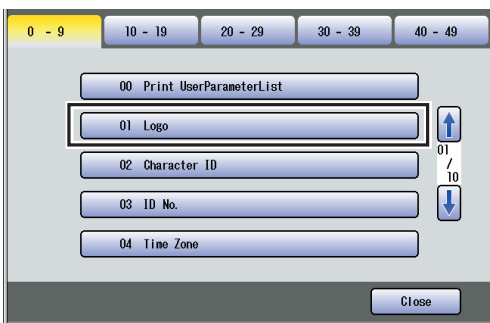 0 - 9 10 - 19 20 - 29 30 - 39 40 - 49
00 Print UserParameterList
01 Logo
02 Character ID
03 ID No.
04 Time Zone
01
/
10
Close